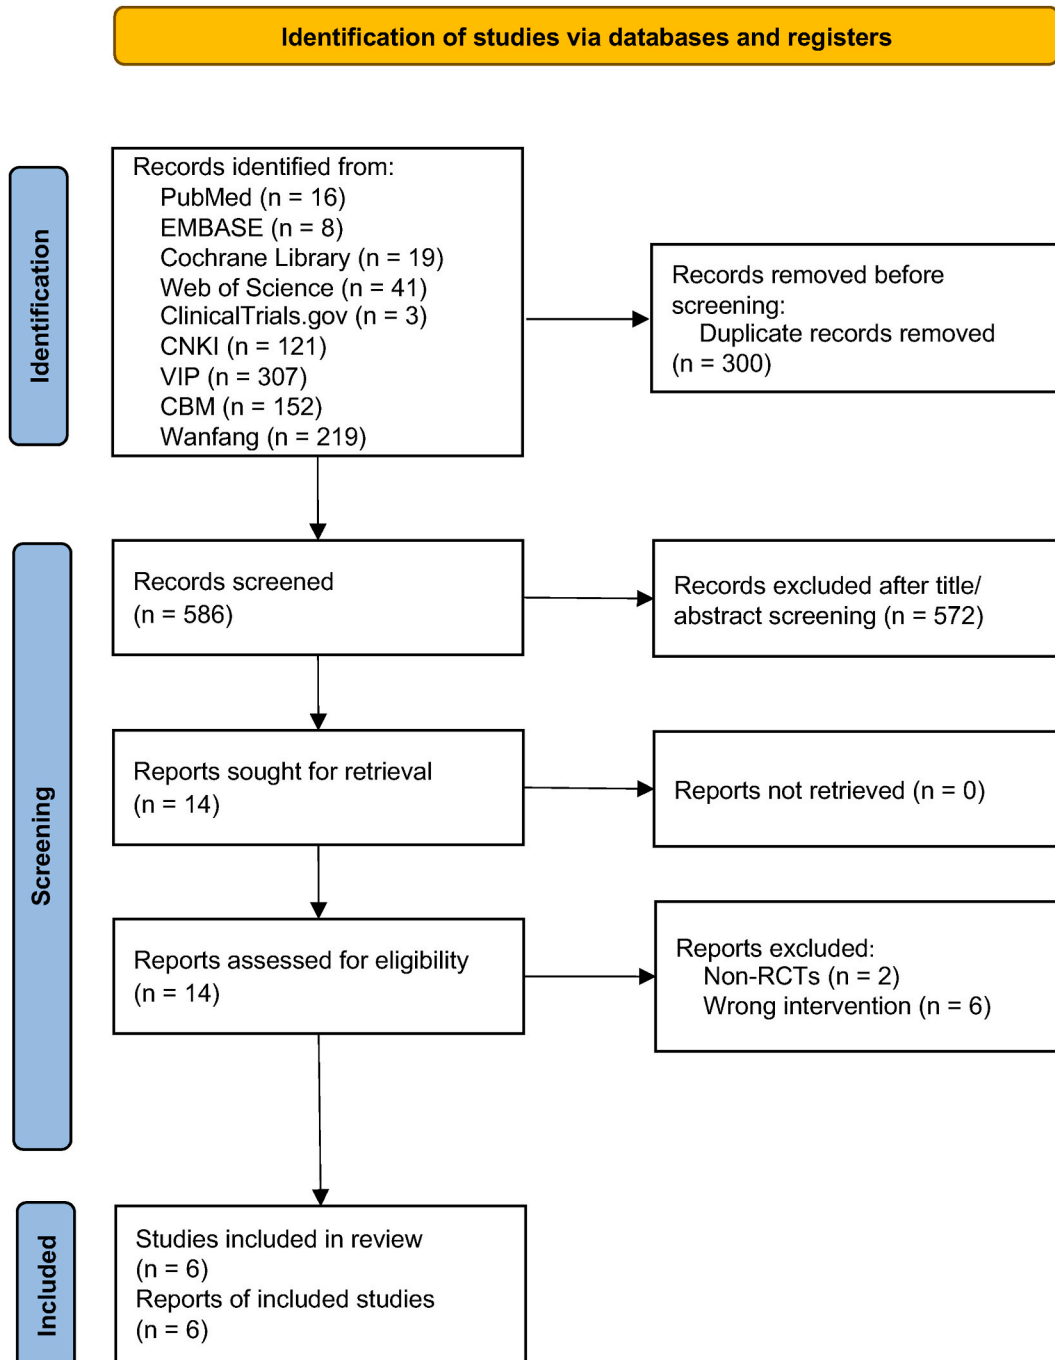 Identification of studies via databases and registers
Identification
Records identified from:
PubMed (n = 16)
EMBASE (n = 8)
Cochrane Library (n = 19)
Web of Science (n = 41)
ClinicalTrials.gov (n = 3)
CNKI (n = 121)
VIP (n = 307)
CBM (n = 152)
Wanfang (n = 219)
Records removed before
screening:
Duplicate records removed
(n = 300)
Screening
Records screened
(n = 586)
Records excluded after title/
abstract screening (n = 572)
Reports sought for retrieval
(n = 14)
Reports not retrieved (n = 0)
Reports assessed for eligibility
(n = 14)
Reports excluded:
Non-RCTs (n = 2)
Wrong intervention (n = 6)
Included
Studies included in review
(n = 6)
Reports of included studies
(n = 6)